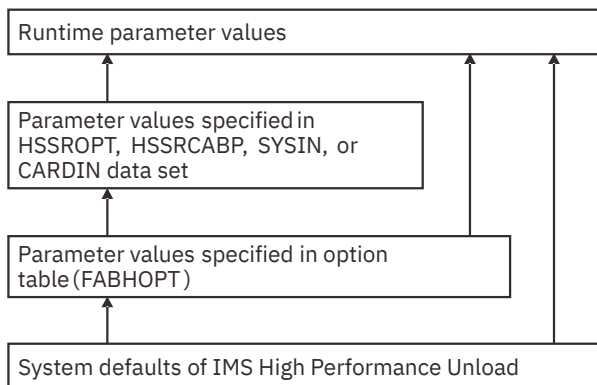 Runtime parameter values
Parameter values specified in
HSSROPT, HSSRCABP, SYSIN, or
CARDIN data set
Parameter values specified in option
table (FABHOPT)
System defaults of IMS High Performance Unload